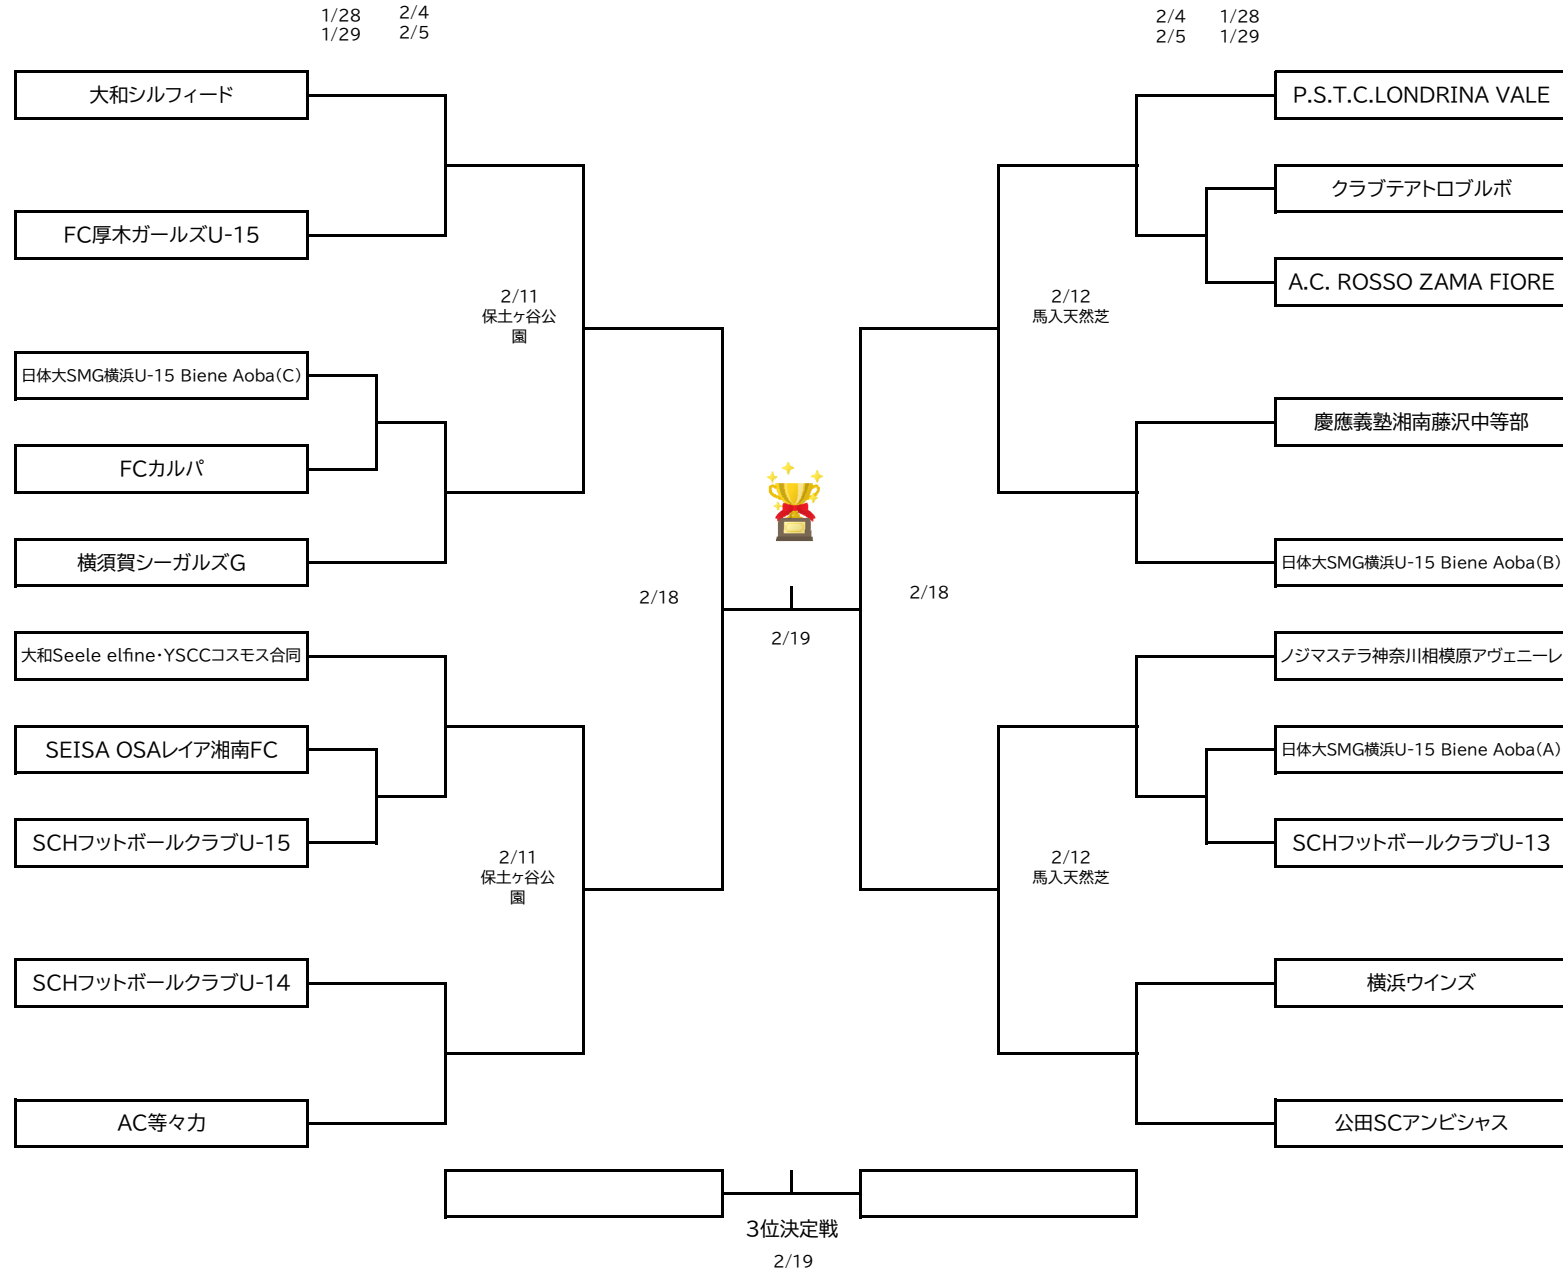 1/28
1/29
2/4
2/5
2/4
2/5
1/28
1/29
大和シルフィード
FC厚木ガールズU-15
2/11
保土ヶ谷公
園
日体大SMG横浜U-15 Biene Aoba(C)
FCカルパ
横須賀シーガルズG
大和Seele elfine・YSCCコスモス合同
SEISA OSAレイア湘南FC
SCHフットボールクラブU-15
2/11
保土ヶ谷公
園
SCHフットボールクラブU-14
AC等々力
2/18
2/19
2/18
P.S.T.C.LONDRINA VALE
クラブテアトロブルボ
A.C. ROSSO ZAMA FIORE
2/12
馬入天然芝
慶應義塾湘南藤沢中等部
日体大SMG横浜U-15 Biene Aoba(B)
ノジマステラ神奈川相模原アヴェニーレ
日体大SMG横浜U-15 Biene Aoba(A)
SCHフットボールクラブU-13
2/12
馬入天然芝
横浜ウインズ
公田SCアンビシャス
3位決定戦
2/19